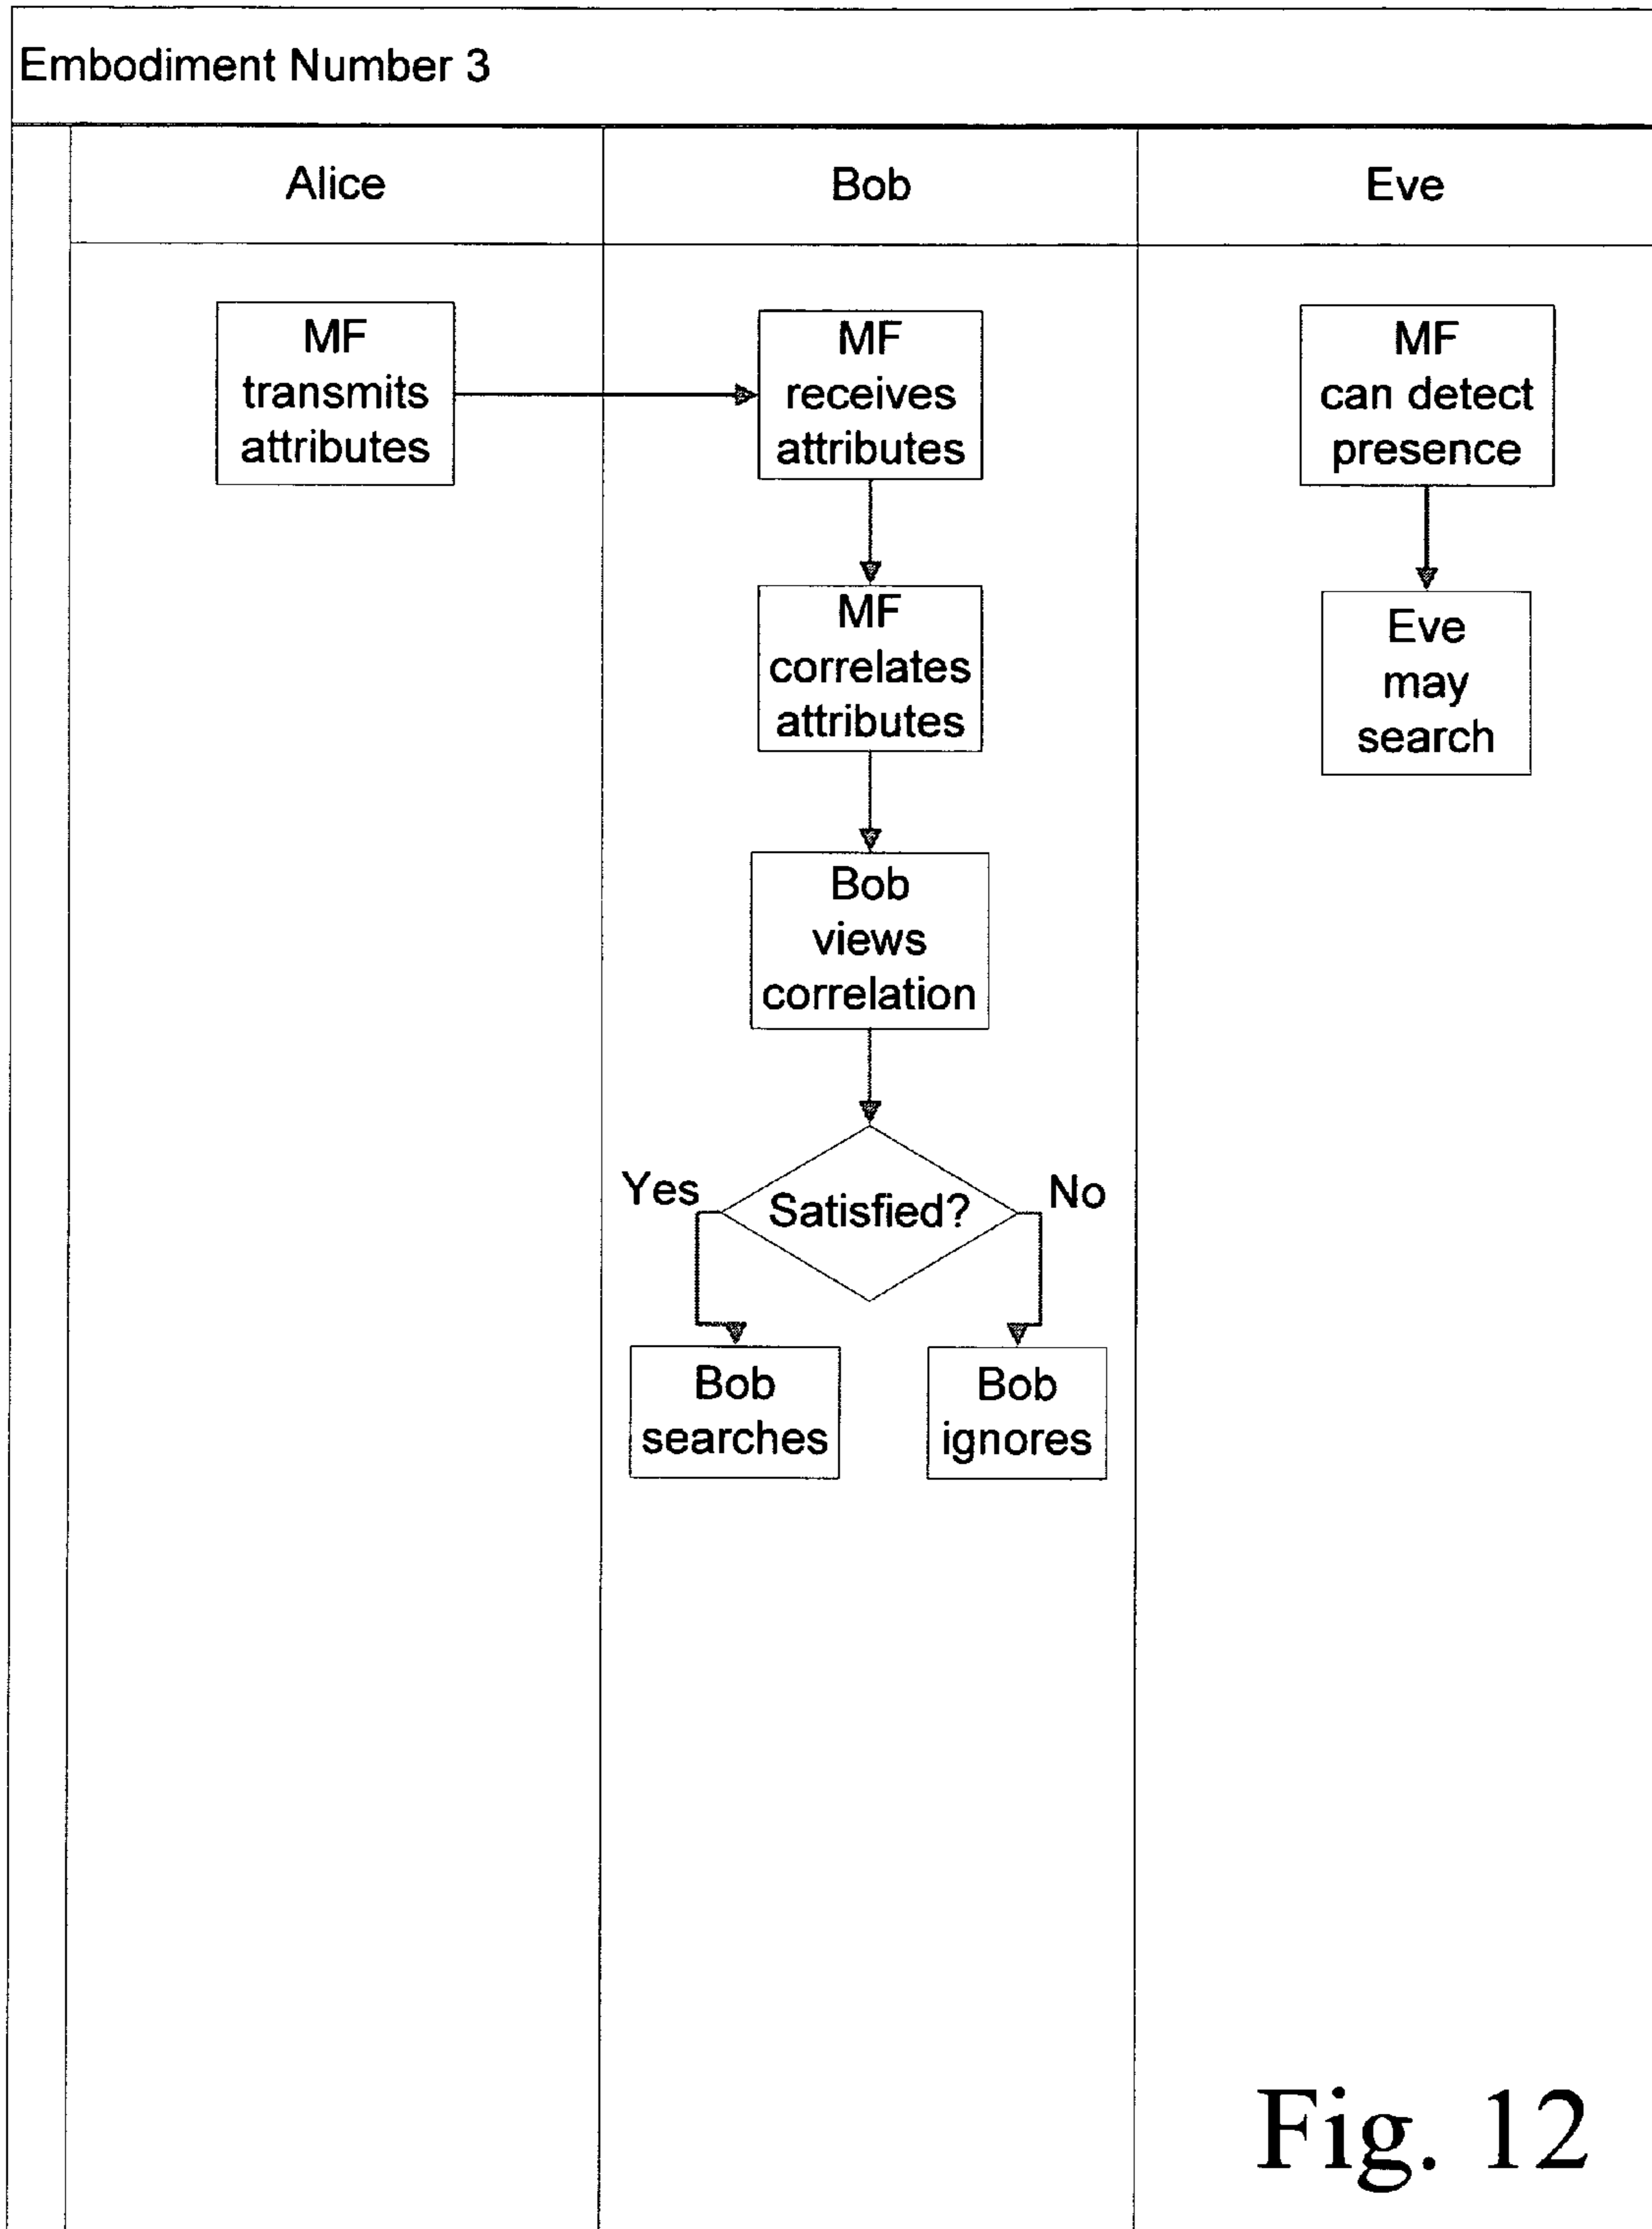 Embodiment Number 3
Alice
Bob
Eve
MF
transmits
attributes
MF
receives
attributes
MF
can detect
presence
MF
correlates
attributes
Eve
may
search
Bob
views
correlation
Satisfied?
Yes
No
Bob
searches
Bob
ignores
Fig. 12